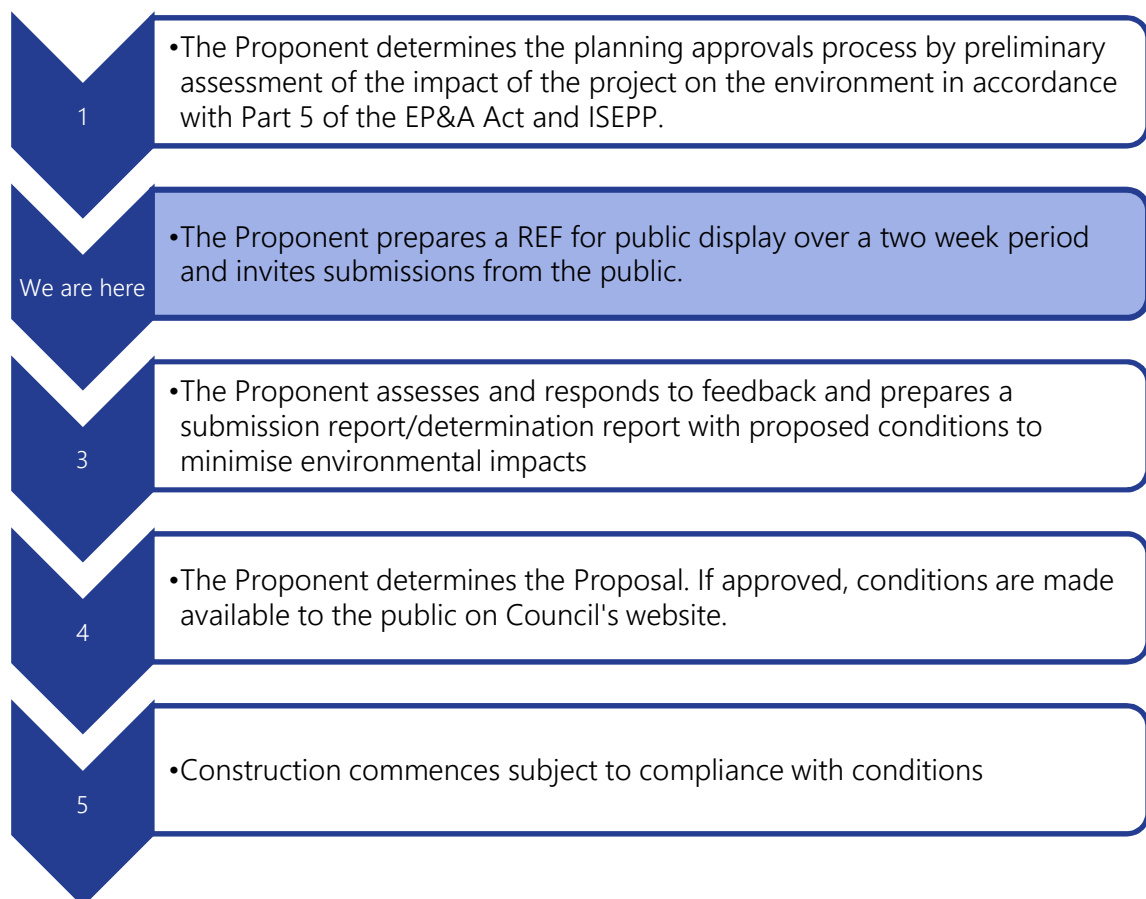 1
•The Proponent determines the planning approvals process by preliminary
assessment of the impact of the project on the environment in accordance
with Part 5 of the EP&A Act and ISEPP.
We are here
•The Proponent prepares a REF for public display over a two week period
and invites submissions from the public.
3
•The Proponent assesses and responds to feedback and prepares a
submission report/determination report with proposed conditions to
minimise environmental impacts
4
•The Proponent determines the Proposal. If approved, conditions are made
available to the public on Council's website.
5
•Construction commences subject to compliance with conditions